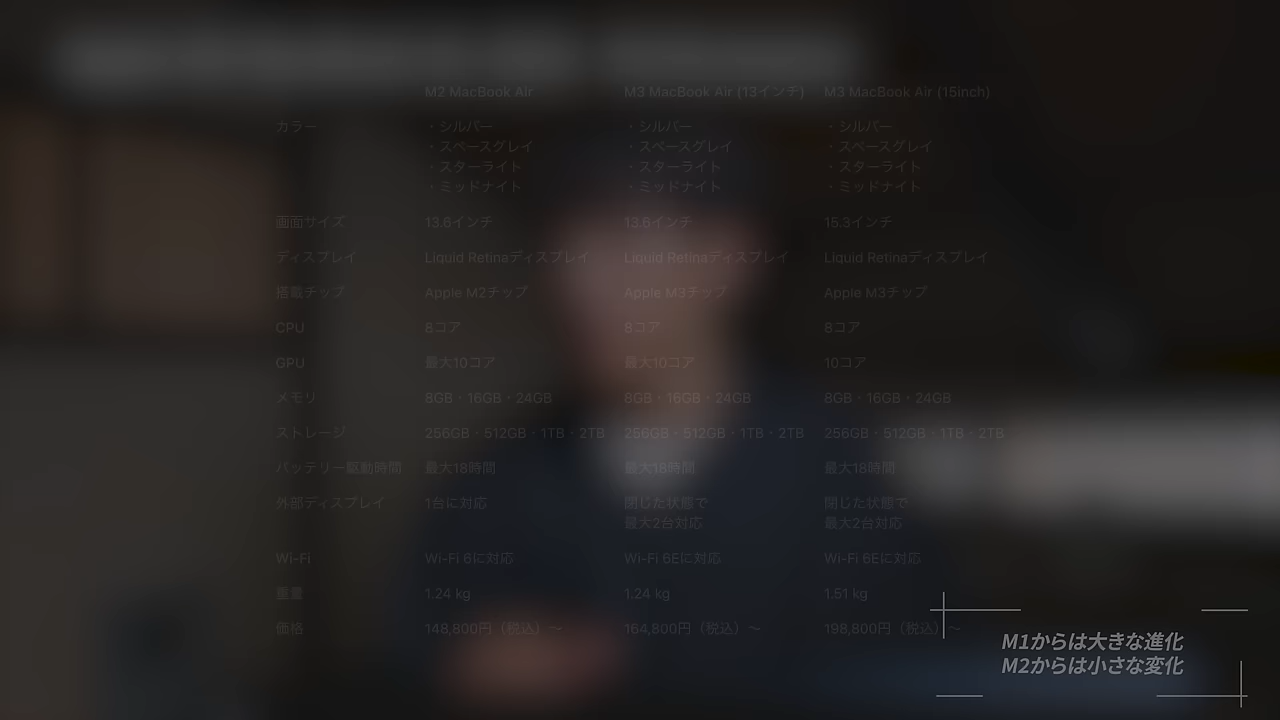 M2 MacBook Air M3 MacBook Air (13インチ) M3 MacBook Air (15inch)
カラー ・シルバー ・シルバー ・シルバー
・スペースグレイ ・スペースグレイ ・スペースグレイ
・スターライト ・スターライト ・スターライト
・ミッドナイト ・ミッドナイト ・ミッドナイト
画面サイズ 13.6インチ 13.6インチ 15.3インチ
ディスプレイ Liquid Retinaディスプレイ Liquid Retinaディスプレイ Liquid Retinaディスプレイ
搭載チップ Apple M2チップ Apple M3チップ Apple M3チップ
CPU 8コア 8コア 8コア
GPU 最大10コア 最大10コア 10コア
メモリ 8GB・16GB・24GB 8GB・16GB・24GB 8GB・16GB・24GB
ストレージ 256GB・512GB・1TB・2TB 256GB・512GB・1TB・2TB 256GB・512GB・1TB・2TB
バッテリー駆動時間 最大18時間 最大18時間 最大18時間
外部ディスプレイ 1台に対応 閉じた状態で 閉じた状態で
最大2台対応 最大2台対応
Wi-Fi Wi-Fi 6に対応 Wi-Fi 6Eに対応 Wi-Fi 6Eに対応
重量 1.24 kg 1.24 kg 1.51 kg
価格 148,800円（税込）〜 164,800円（税込）〜 198,800円（税込）〜
M1からは大きな進化
M2からは小さな変化